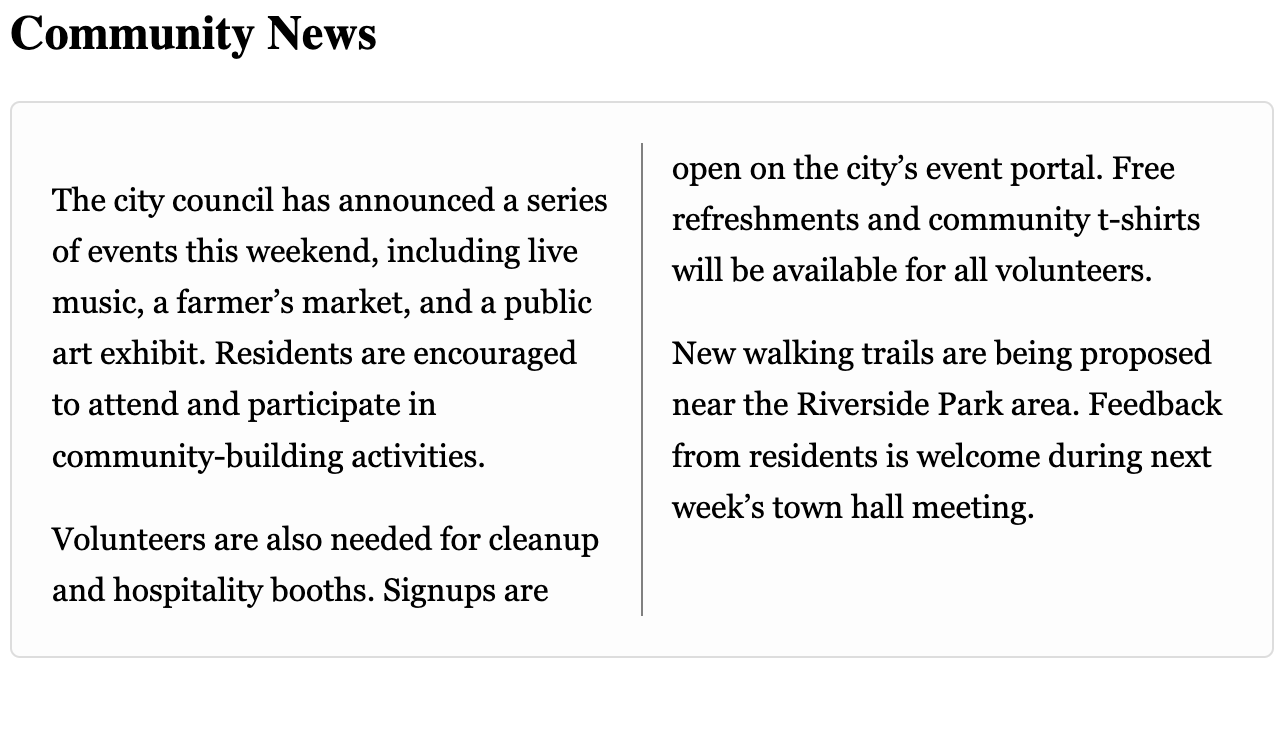 Community News
The city council has announced a series
of events this weekend, including live
music, a farmer’s market, and a public
art exhibit. Residents are encouraged
to attend and participate in
community-building activities.
Volunteers are also needed for cleanup
and hospitality booths. Signups are
open on the city’s event portal. Free
refreshments and community t-shirts
will be available for all volunteers.
New walking trails are being proposed
near the Riverside Park area. Feedback
from residents is welcome during next
week’s town hall meeting.